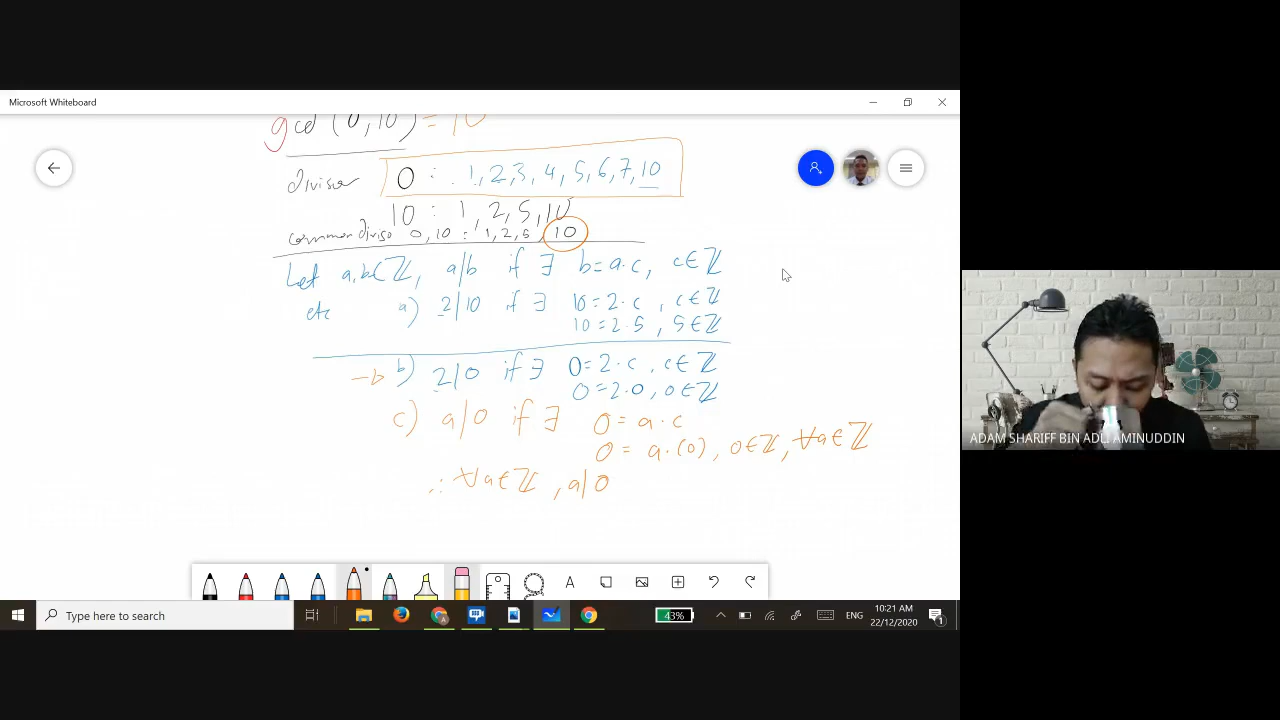 Microsoft Whiteboard
gcd (0,10) = 10
divisor 0 : 1,2,3,4,5,6,7,10
10 : 1,2,5,10
common diviso 0,10 : 1,2,5,10
Let a,b∈ℤ, a|b if ∃ b=a·c, c∈ℤ
etc a) 2|10 if ∃ 10=2·c, c∈ℤ
10=2·5, 5∈ℤ
b) 2|0 if ∃ 0=2·c, c∈ℤ
0=2·0, 0∈ℤ
c) a|0 if ∃ 0=a·c
0=a·(0), 0∈ℤ, ∀a∈ℤ
∴ ∀a∈ℤ, a|0
ADAM SHARIFF BIN ADLI AMINUDDIN
Type here to search
43%
ENG
10:21 AM
22/12/2020